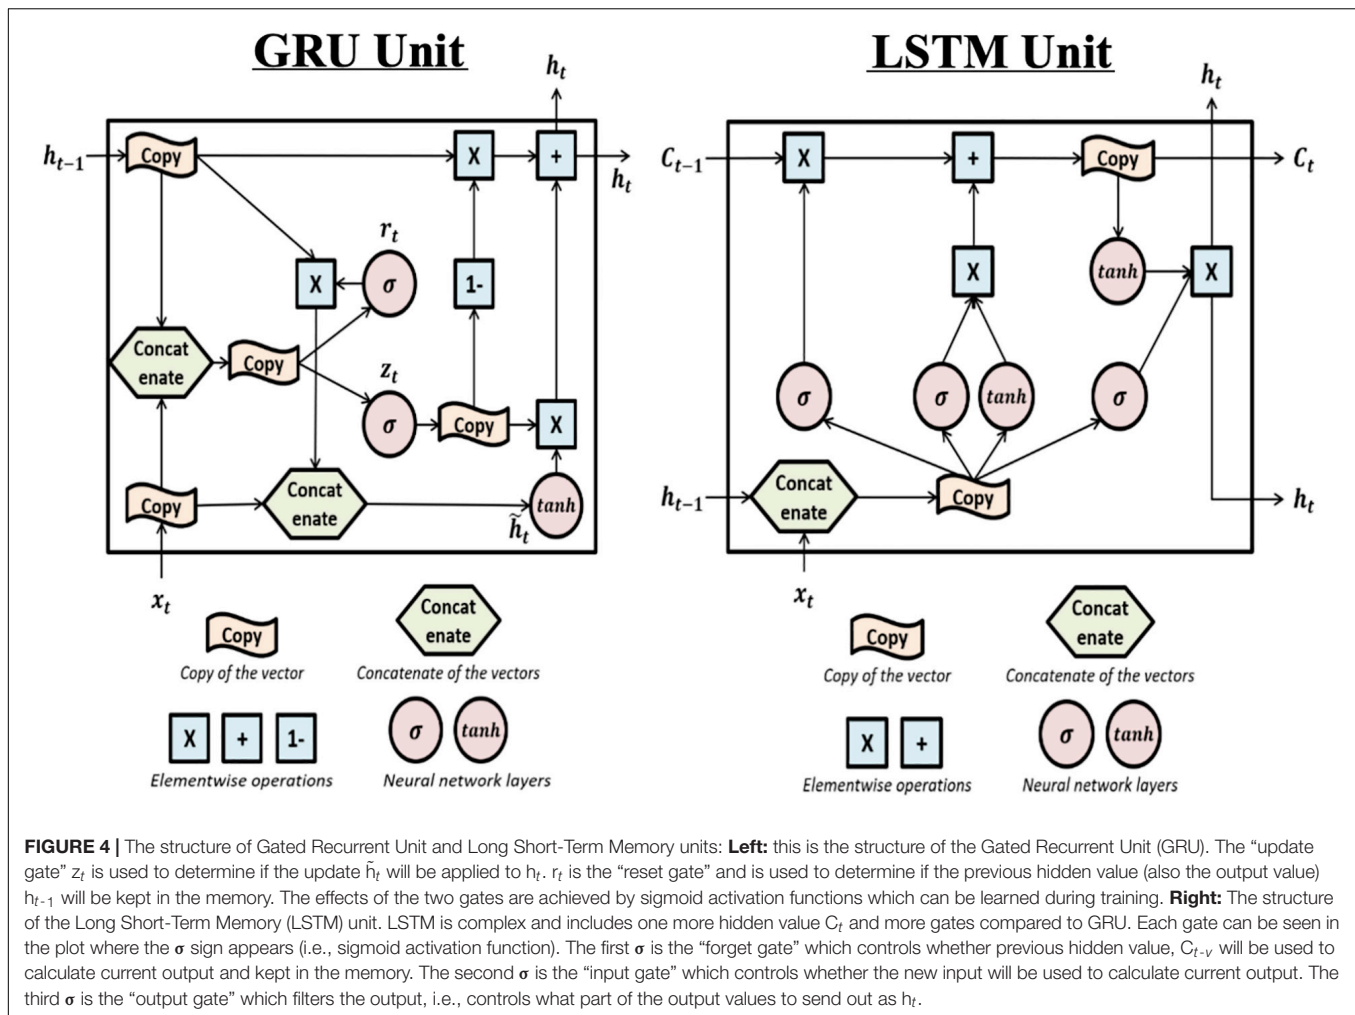 GRU Unit
h_t
h_{t-1}
Copy
X
+
h_t
r_t
X
σ
1-
Concat
enate
Copy
z_t
σ
Copy
X
Copy
Concat
enate
h̃_t
tanh
x_t
Copy
Copy of the vector
Concat
enate
Concatenate of the vectors
X
+
1-
Elementwise operations
σ
tanh
Neural network layers
LSTM Unit
h_t
C_{t-1}
X
+
Copy
C_t
X
tanh
X
σ
σ
tanh
σ
h_{t-1}
Concat
enate
Copy
h_t
x_t
Copy
Copy of the vector
Concat
enate
Concatenate of the vectors
X
+
Elementwise operations
σ
tanh
Neural network layers
FIGURE 4 | The structure of Gated Recurrent Unit and Long Short-Term Memory units: Left: this is the structure of the Gated Recurrent Unit (GRU). The “update
gate” z_t is used to determine if the update h̃_t will be applied to h_t. r_t is the “reset gate” and is used to determine if the previous hidden value (also the output value)
h_{t-1} will be kept in the memory. The effects of the two gates are achieved by sigmoid activation functions which can be learned during training. Right: The structure
of the Long Short-Term Memory (LSTM) unit. LSTM is complex and includes one more hidden value C_t and more gates compared to GRU. Each gate can be seen in
the plot where the σ sign appears (i.e., sigmoid activation function). The first σ is the “forget gate” which controls whether previous hidden value, C_{t-v} will be used to
calculate current output and kept in the memory. The second σ is the “input gate” which controls whether the new input will be used to calculate current output. The
third σ is the “output gate” which filters the output, i.e., controls what part of the output values to send out as h_t.